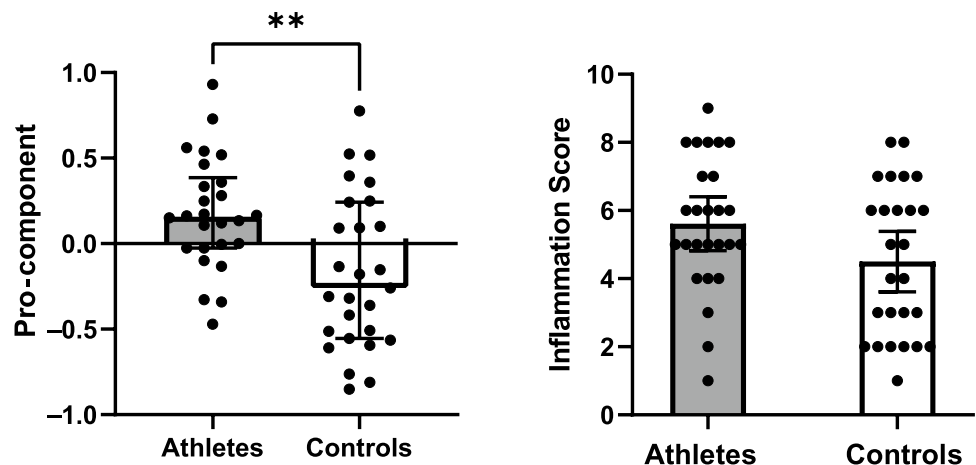 **
1.0
0.5
0.0
–0.5
–1.0
Pro-component
Athletes
Controls
10
8
6
4
2
0
Inflammation Score
Athletes
Controls